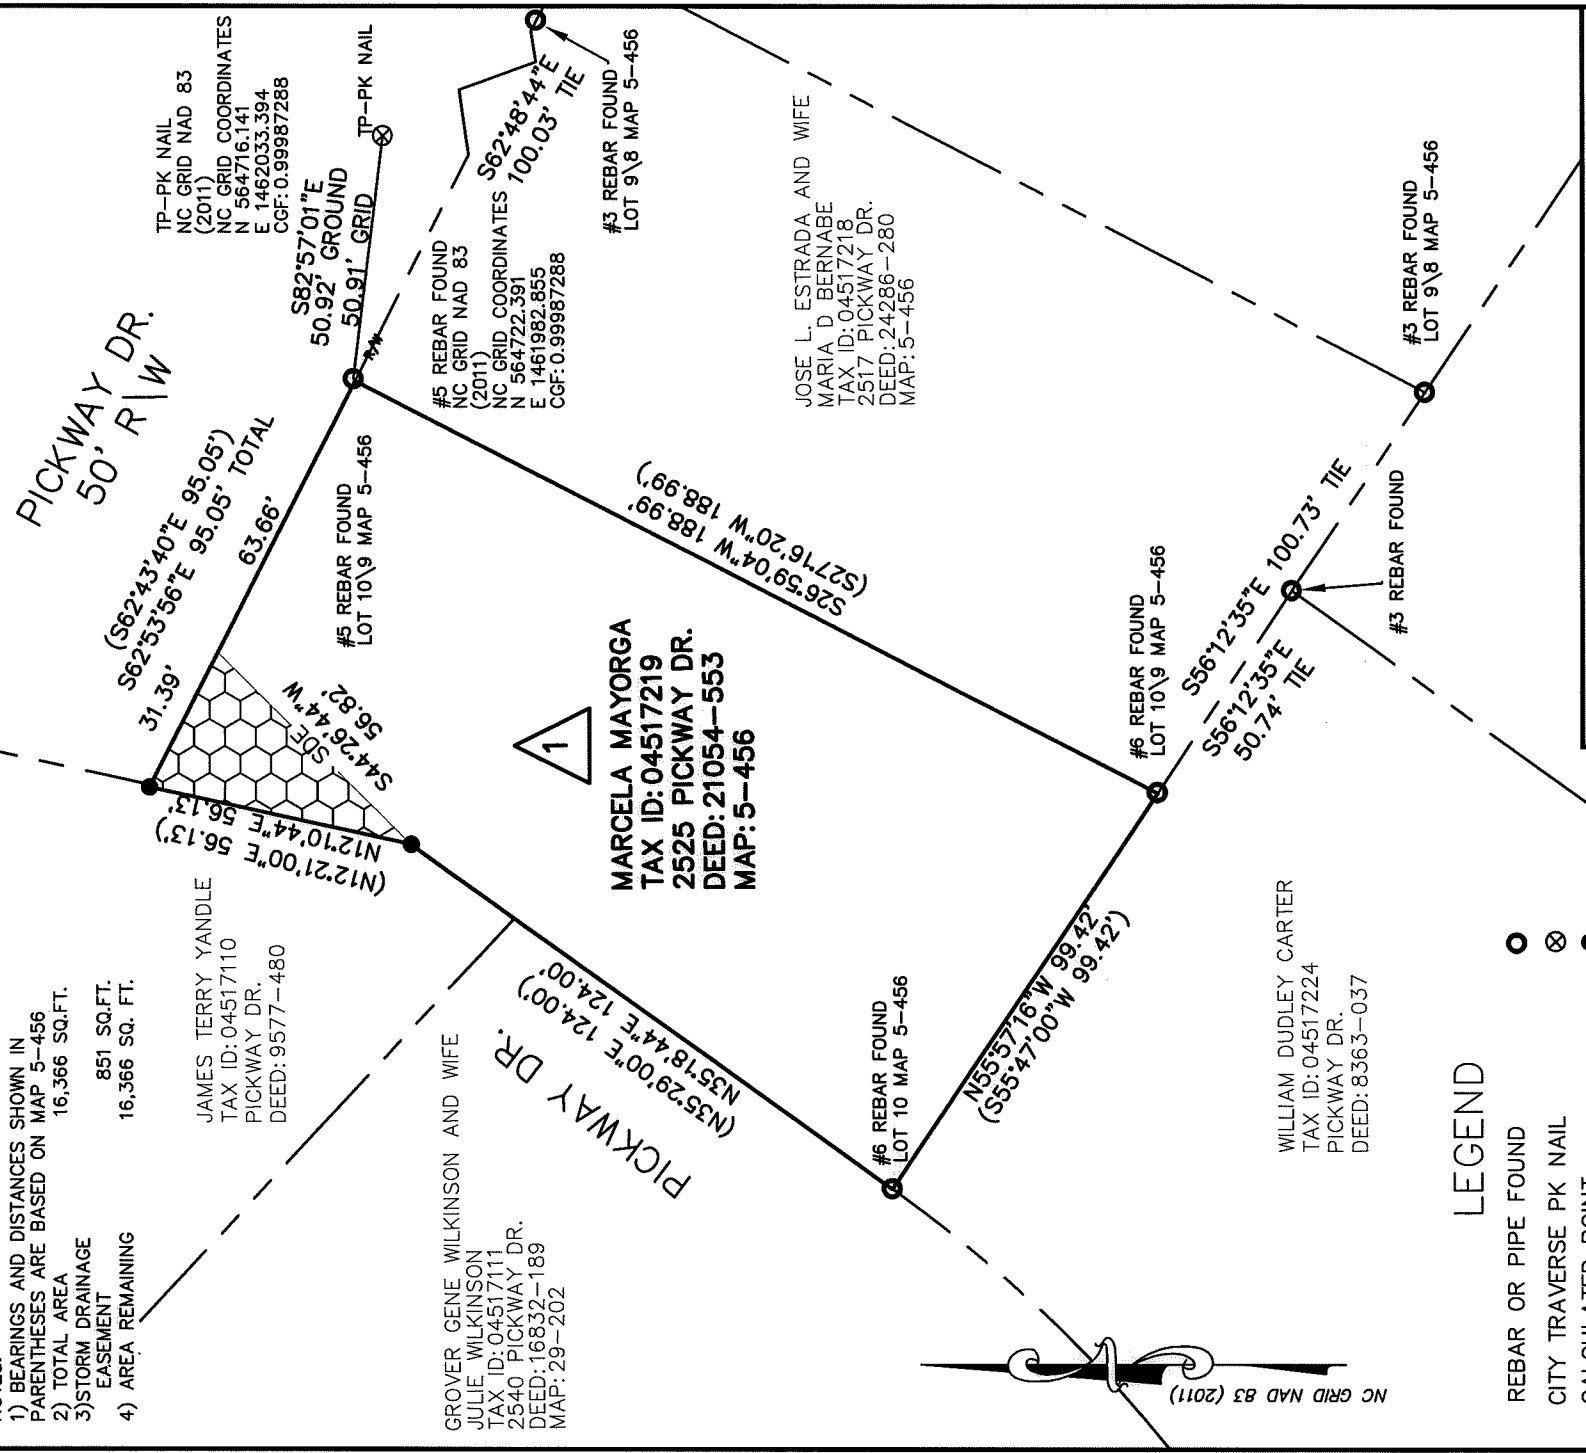 1) BEARINGS AND DISTANCES SHOWN IN
PARENTHESES ARE BASED ON MAP 5-456
2) TOTAL AREA 16,366 SQ.FT.
3)STORM DRAINAGE
EASEMENT 851 SQ.FT.
4) AREA REMAINING 16,366 SQ. FT.
PICKWAY DR.
50' R\W
TP-PK NAIL
NC GRID NAD 83
(2011)
NC GRID COORDINATES
N 564716.141
E 1462033.394
CGF: 0.99987288
TP-PK NAIL
S82°57'01"E
50.92' GROUND
50.91' GRID
R/W
S62°48'44"E
100.03' TIE
#3 REBAR FOUND
LOT 9\8 MAP 5-456
#5 REBAR FOUND
NC GRID NAD 83
(2011)
NC GRID COORDINATES
N 564722.391
E 1461982.855
CGF: 0.99987288
(S62°43'40"E 95.05')
S62°53'56"E 95.05' TOTAL
31.39'
63.66'
#5 REBAR FOUND
LOT 10\9 MAP 5-456
SDE
S44°26'44"W
56.82'
N12°10'44"E 56.13'
(N12°21'00"E 56.13')
JAMES TERRY YANDLE
TAX ID: 04517110
PICKWAY DR.
DEED: 9577-480
JOSE L. ESTRADA AND WIFE
MARIA D BERNABE
TAX ID: 04517218
2517 PICKWAY DR.
DEED: 24286-280
MAP: 5-456
S26°59'04"W 188.99'
(S27°16'20"W 188.99')
1
MARCELA MAYORGA
TAX ID: 04517219
2525 PICKWAY DR.
DEED: 21054-553
MAP: 5-456
GROVER GENE WILKINSON AND WIFE
JULIE WILKINSON
TAX ID: 04517111
2540 PICKWAY DR.
DEED: 16832-189
MAP: 29-202
PICKWAY DR.
(N35°29'00"E 124.00')
N35°18'44"E 124.00'
#6 REBAR FOUND
LOT 10 MAP 5-456
N55°57'16"W 99.42'
(S55°47'00"W 99.42')
#6 REBAR FOUND
LOT 10\9 MAP 5-456
S56°12'35"E 100.73' TIE
S56°12'35"E
50.74' TIE
#3 REBAR FOUND
#3 REBAR FOUND
LOT 9\8 MAP 5-456
WILLIAM DUDLEY CARTER
TAX ID: 04517224
PICKWAY DR.
DEED: 8363-037
NC GRID NAD 83 (2011)
LEGEND
REBAR OR PIPE FOUND
CITY TRAVERSE PK NAIL